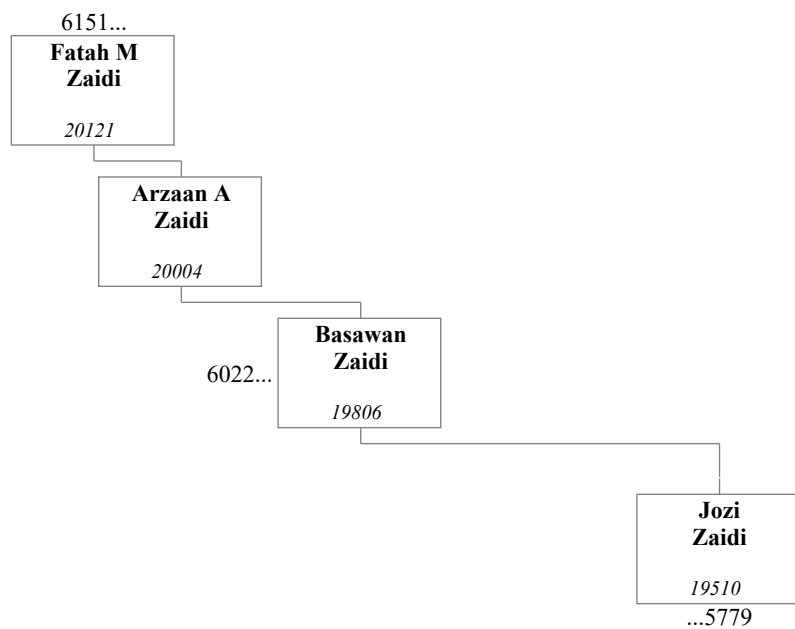 6151...
Fatah M
Zaidi
20121
Arzaan A
Zaidi
20004
Basawan
Zaidi
6022...
19806
Jozi
Zaidi
19510
...5779